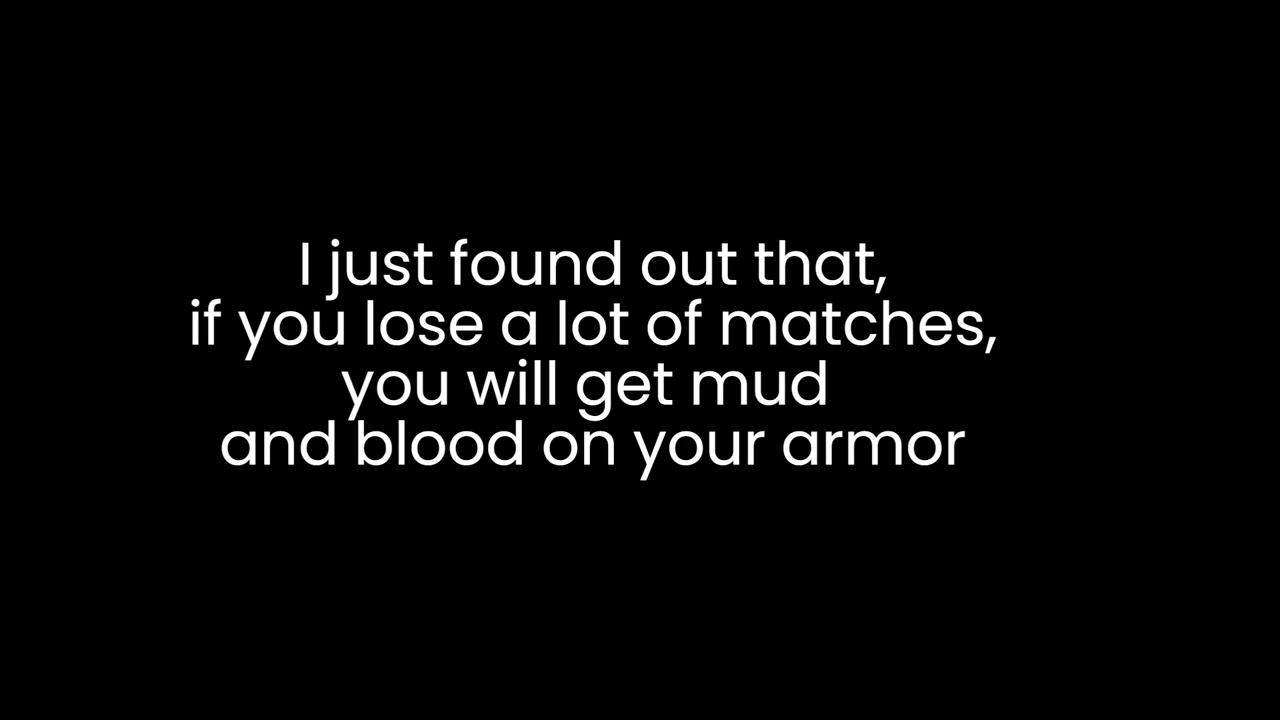 I just found out that,
if you lose a lot of matches,
you will get mud
and blood on your armor